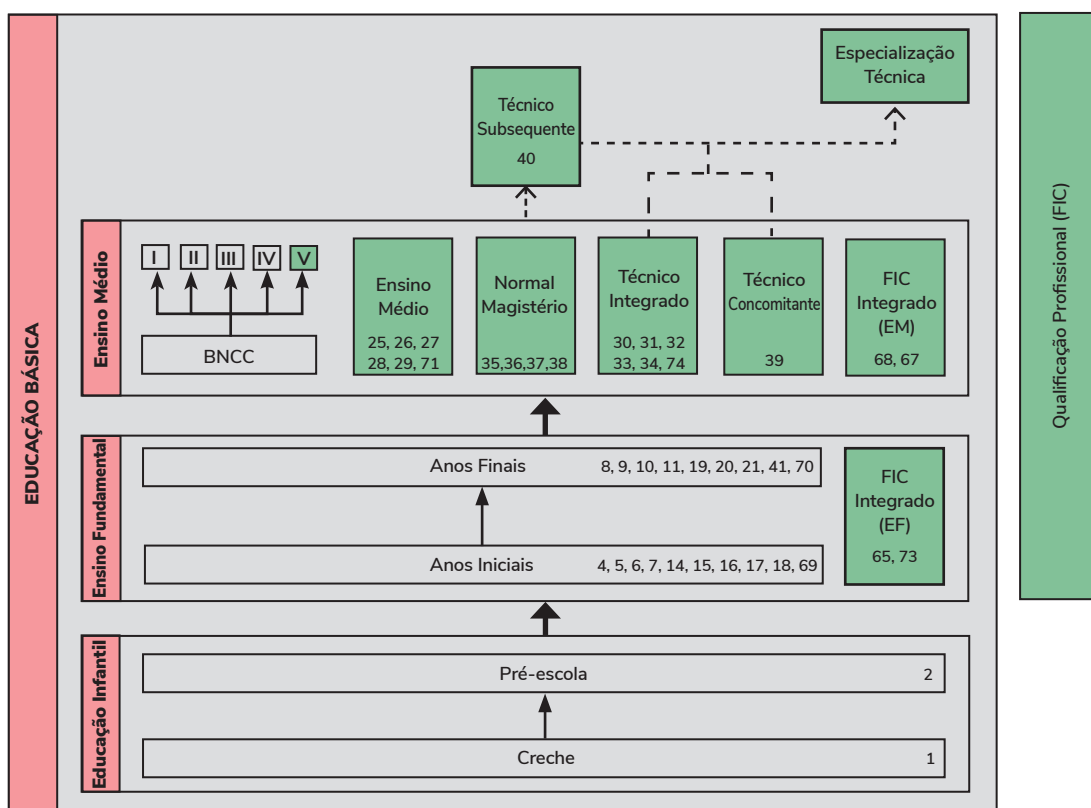 EDUCAÇÃO BÁSICA
Especialização
Técnica
Técnico
Subsequente
40
Ensino Médio
I
II
III
IV
V
BNCC
Ensino
Médio
25, 26, 27
28, 29, 71
Normal
Magistério
35,36,37,38
Técnico
Integrado
30, 31, 32
33, 34, 74
Técnico
Concomitante
39
FIC
Integrado
(EM)
68, 67
Ensino Fundamental
Anos Finais 8, 9, 10, 11, 19, 20, 21, 41, 70
Anos Iniciais 4, 5, 6, 7, 14, 15, 16, 17, 18, 69
FIC
Integrado
(EF)
65, 73
Educação Infantil
Pré-escola 2
Creche 1
Qualificação Profissional (FIC)